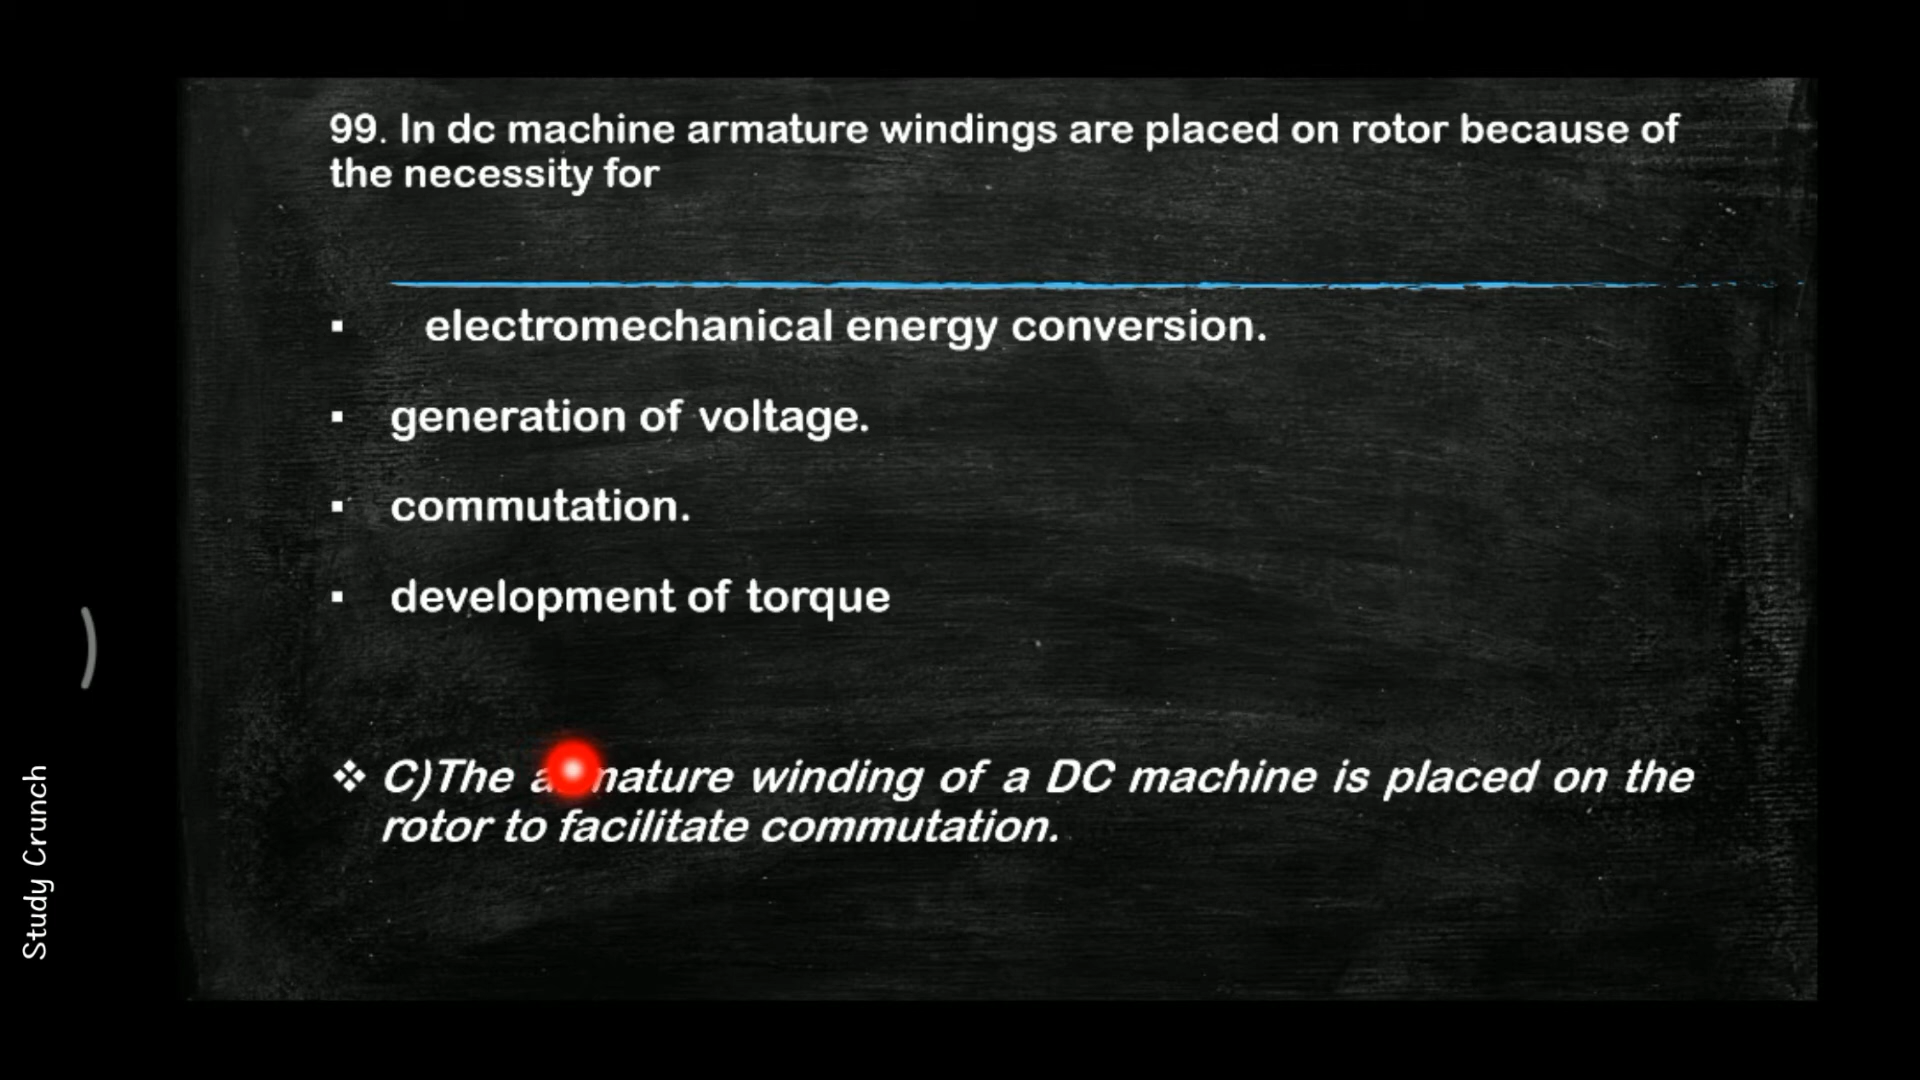 99. In dc machine armature windings are placed on rotor because of
the necessity for
▪ electromechanical energy conversion.
▪ generation of voltage.
▪ commutation.
▪ development of torque
❖ C)The armature winding of a DC machine is placed on the
rotor to facilitate commutation.
Study Crunch